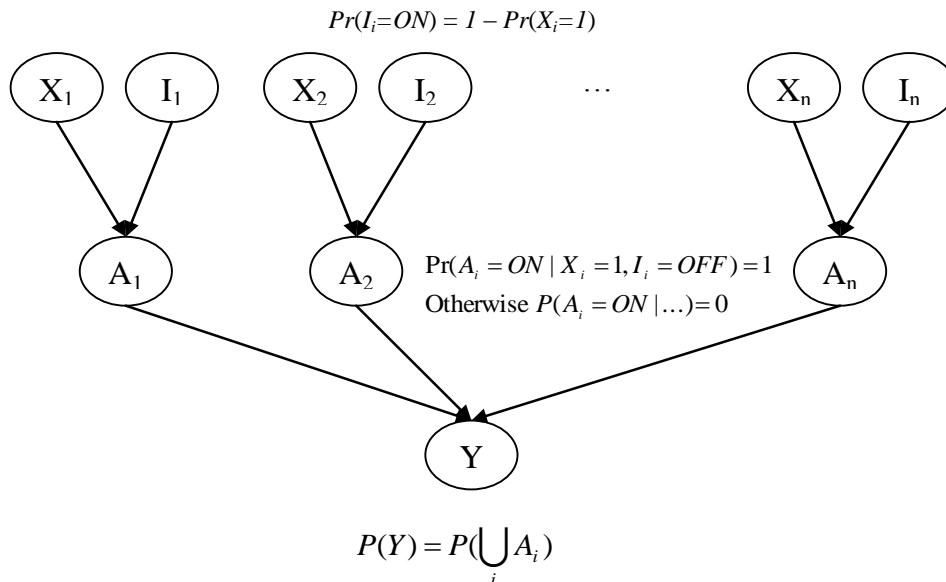 Pr(I_i=ON) = 1 – Pr(X_i=1)
X_1 I_1 X_2 I_2 ... X_n I_n
A_1 A_2 A_n
Pr(A_i = ON | X_i = 1, I_i = OFF) = 1
Otherwise P(A_i = ON | ...) = 0
Y
P(Y) = P(⋃_i A_i)